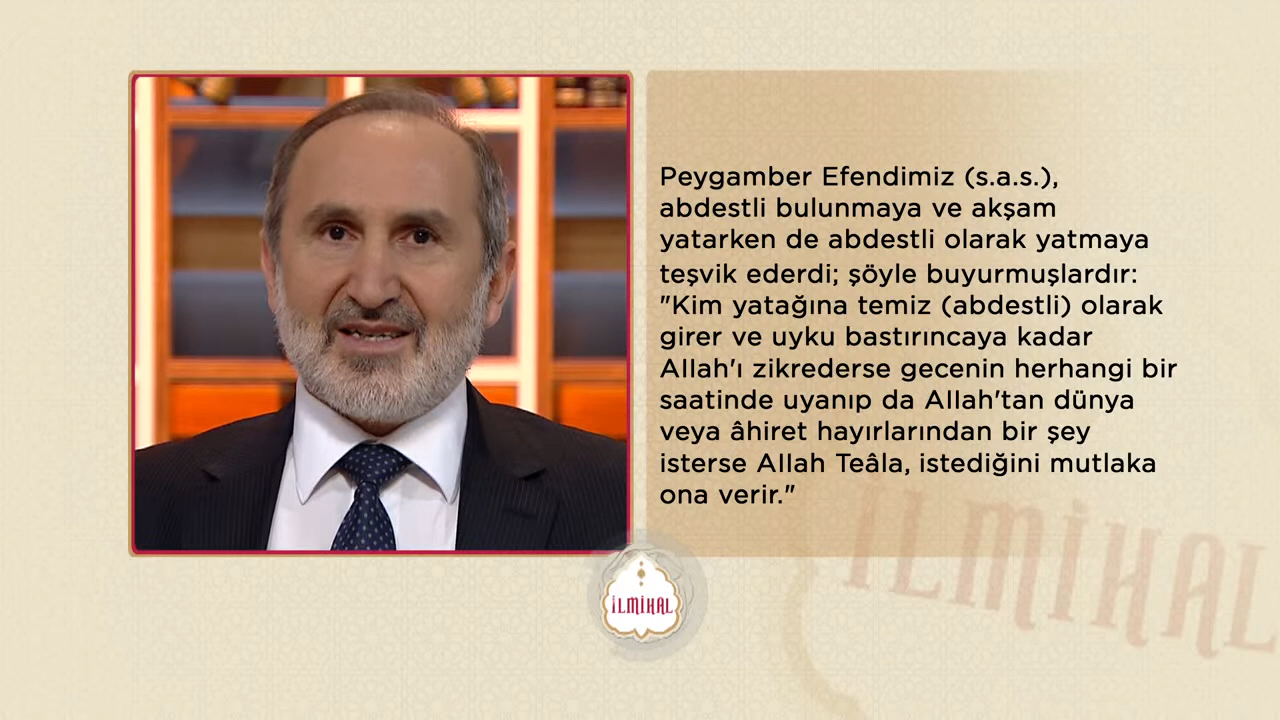 Peygamber Efendimiz (s.a.s.),
abdestli bulunmaya ve akşam
yatarken de abdestli olarak yatmaya
teşvik ederdi; şöyle buyurmuşlardır:
"Kim yatağına temiz (abdestli) olarak
girer ve uyku bastırıncaya kadar
Allah'ı zikrederse gecenin herhangi bir
saatinde uyanıp da Allah'tan dünya
veya âhiret hayırlarından bir şey
isterse Allah Teâla, istediğini mutlaka
ona verir."
İLMİHAL
İLMİHAL